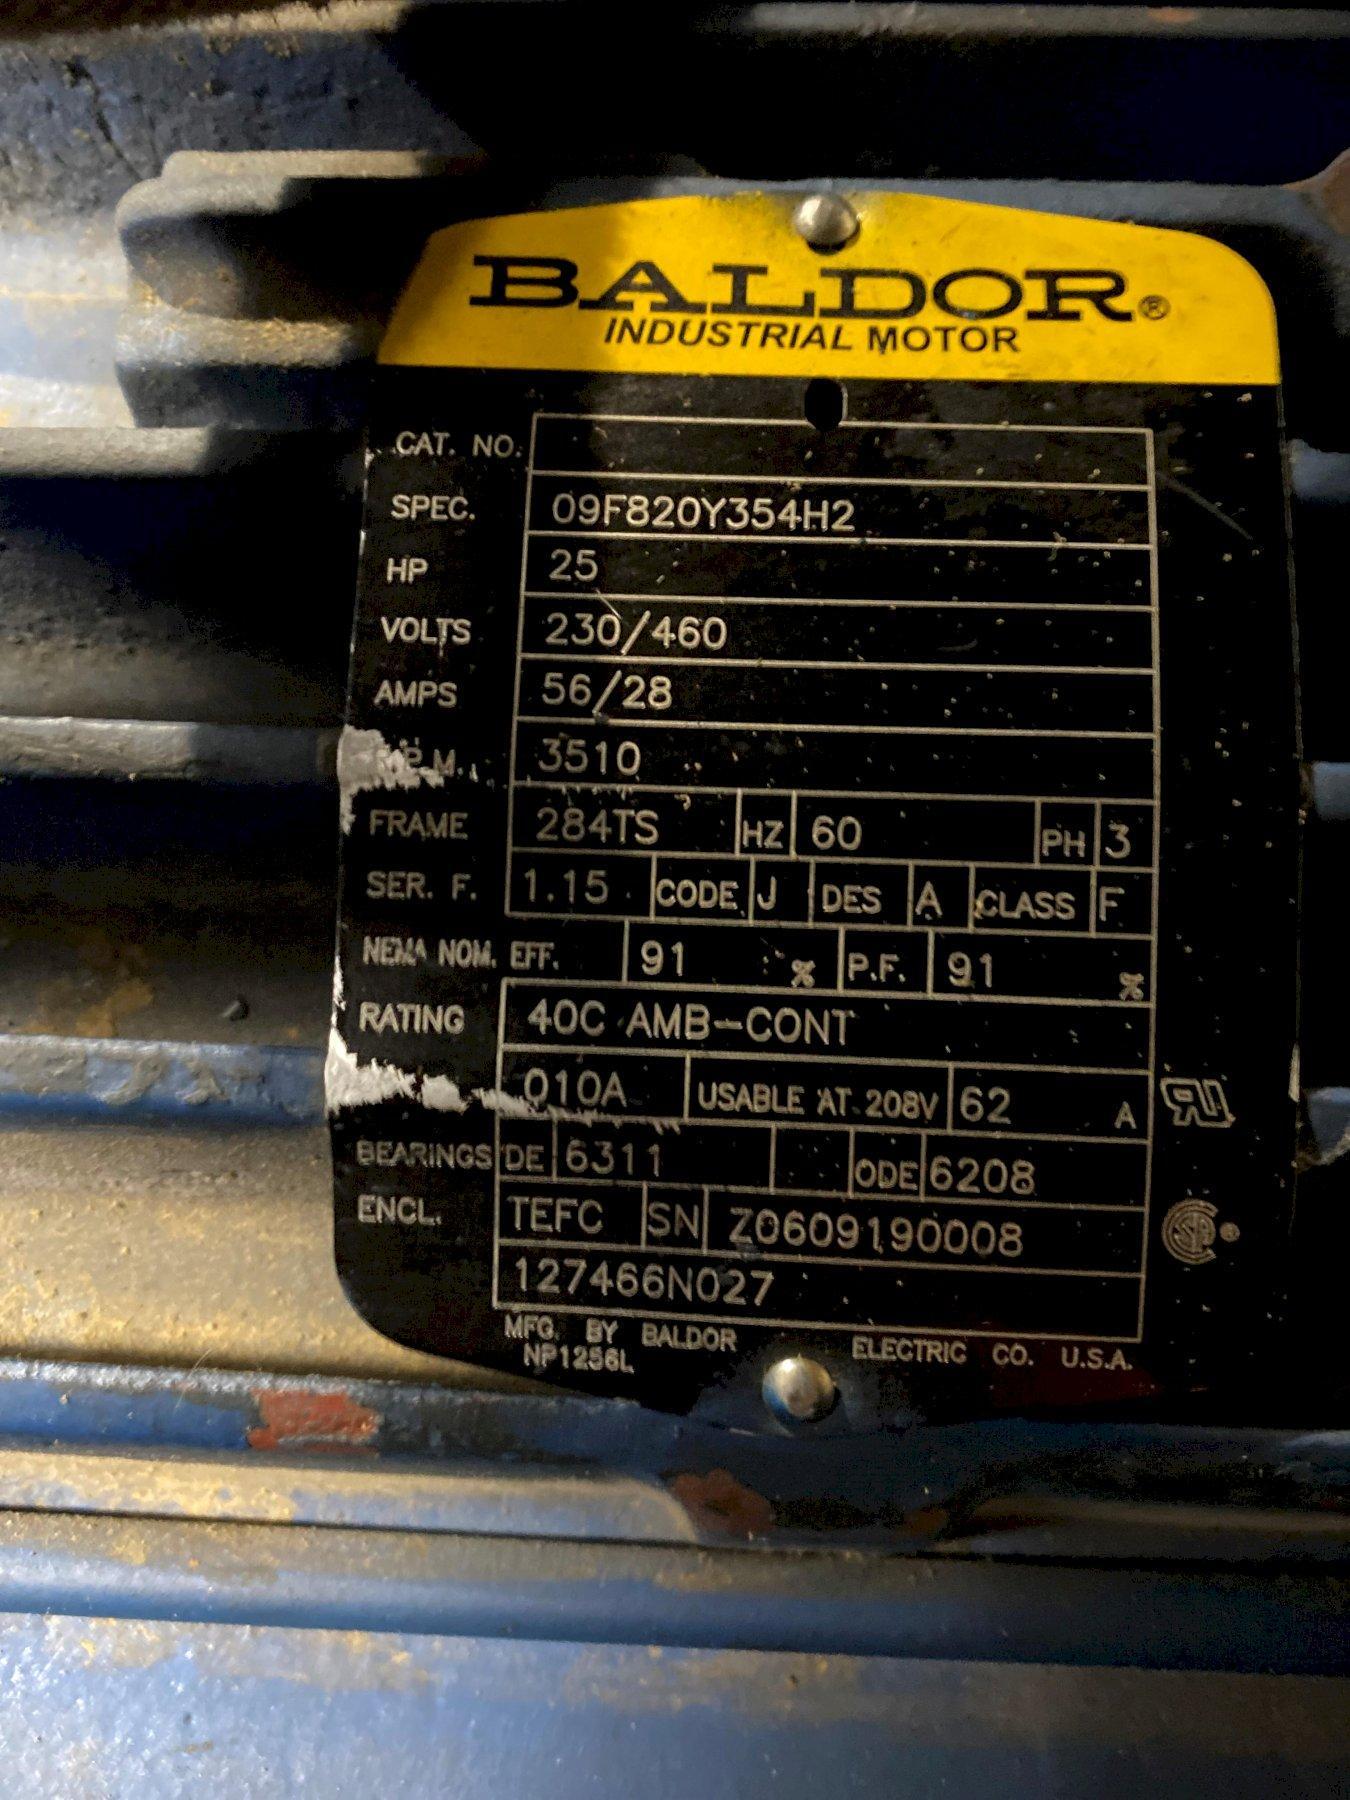 BALDOR®
INDUSTRIAL MOTOR
CAT. NO.
SPEC. 09F820Y354H2
HP 25
VOLTS 230/460
AMPS 56/28
R.P.M. 3510
FRAME 284TS HZ 60 PH 3
SER. F. 1.15 CODE J DES A CLASS F
NEMA NOM. EFF. 91 % P.F. 91 %
RATING 40C AMB-CONT
010A USABLE AT 208V 62 A
BEARINGS DE 6311 ODE 6208
ENCL. TEFC SN Z0609190008
127466N027
MFG. BY BALDOR ELECTRIC CO. U.S.A.
NP1256L